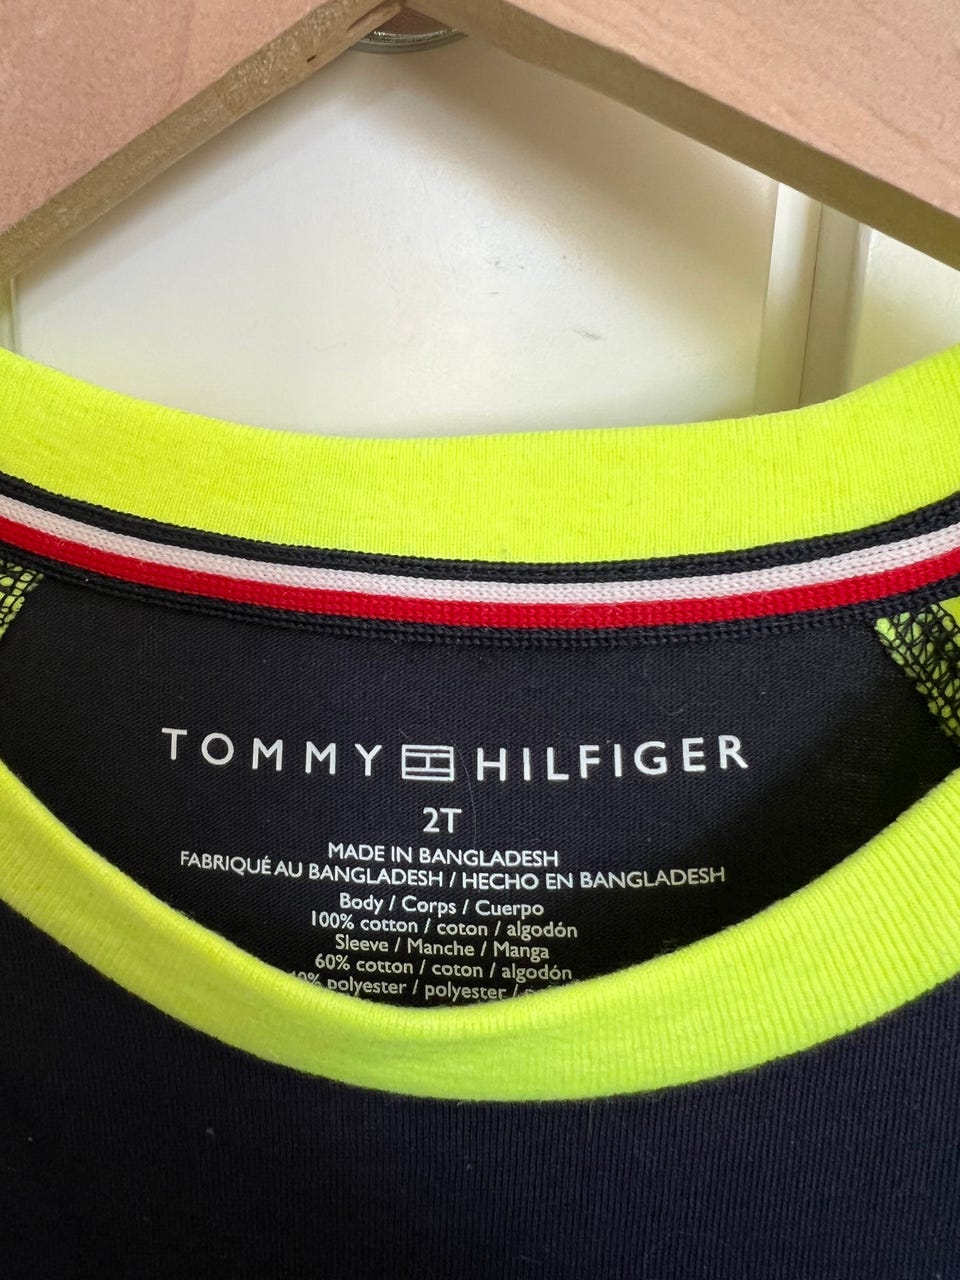 TOMMY HILFIGER
2T
MADE IN BANGLADESH
FABRIQUÉ AU BANGLADESH / HECHO EN BANGLADESH
Body / Corps / Cuerpo
100% cotton / coton / algodón
Sleeve / Manche / Manga
60% cotton / coton / algodón
polyester / polyester /